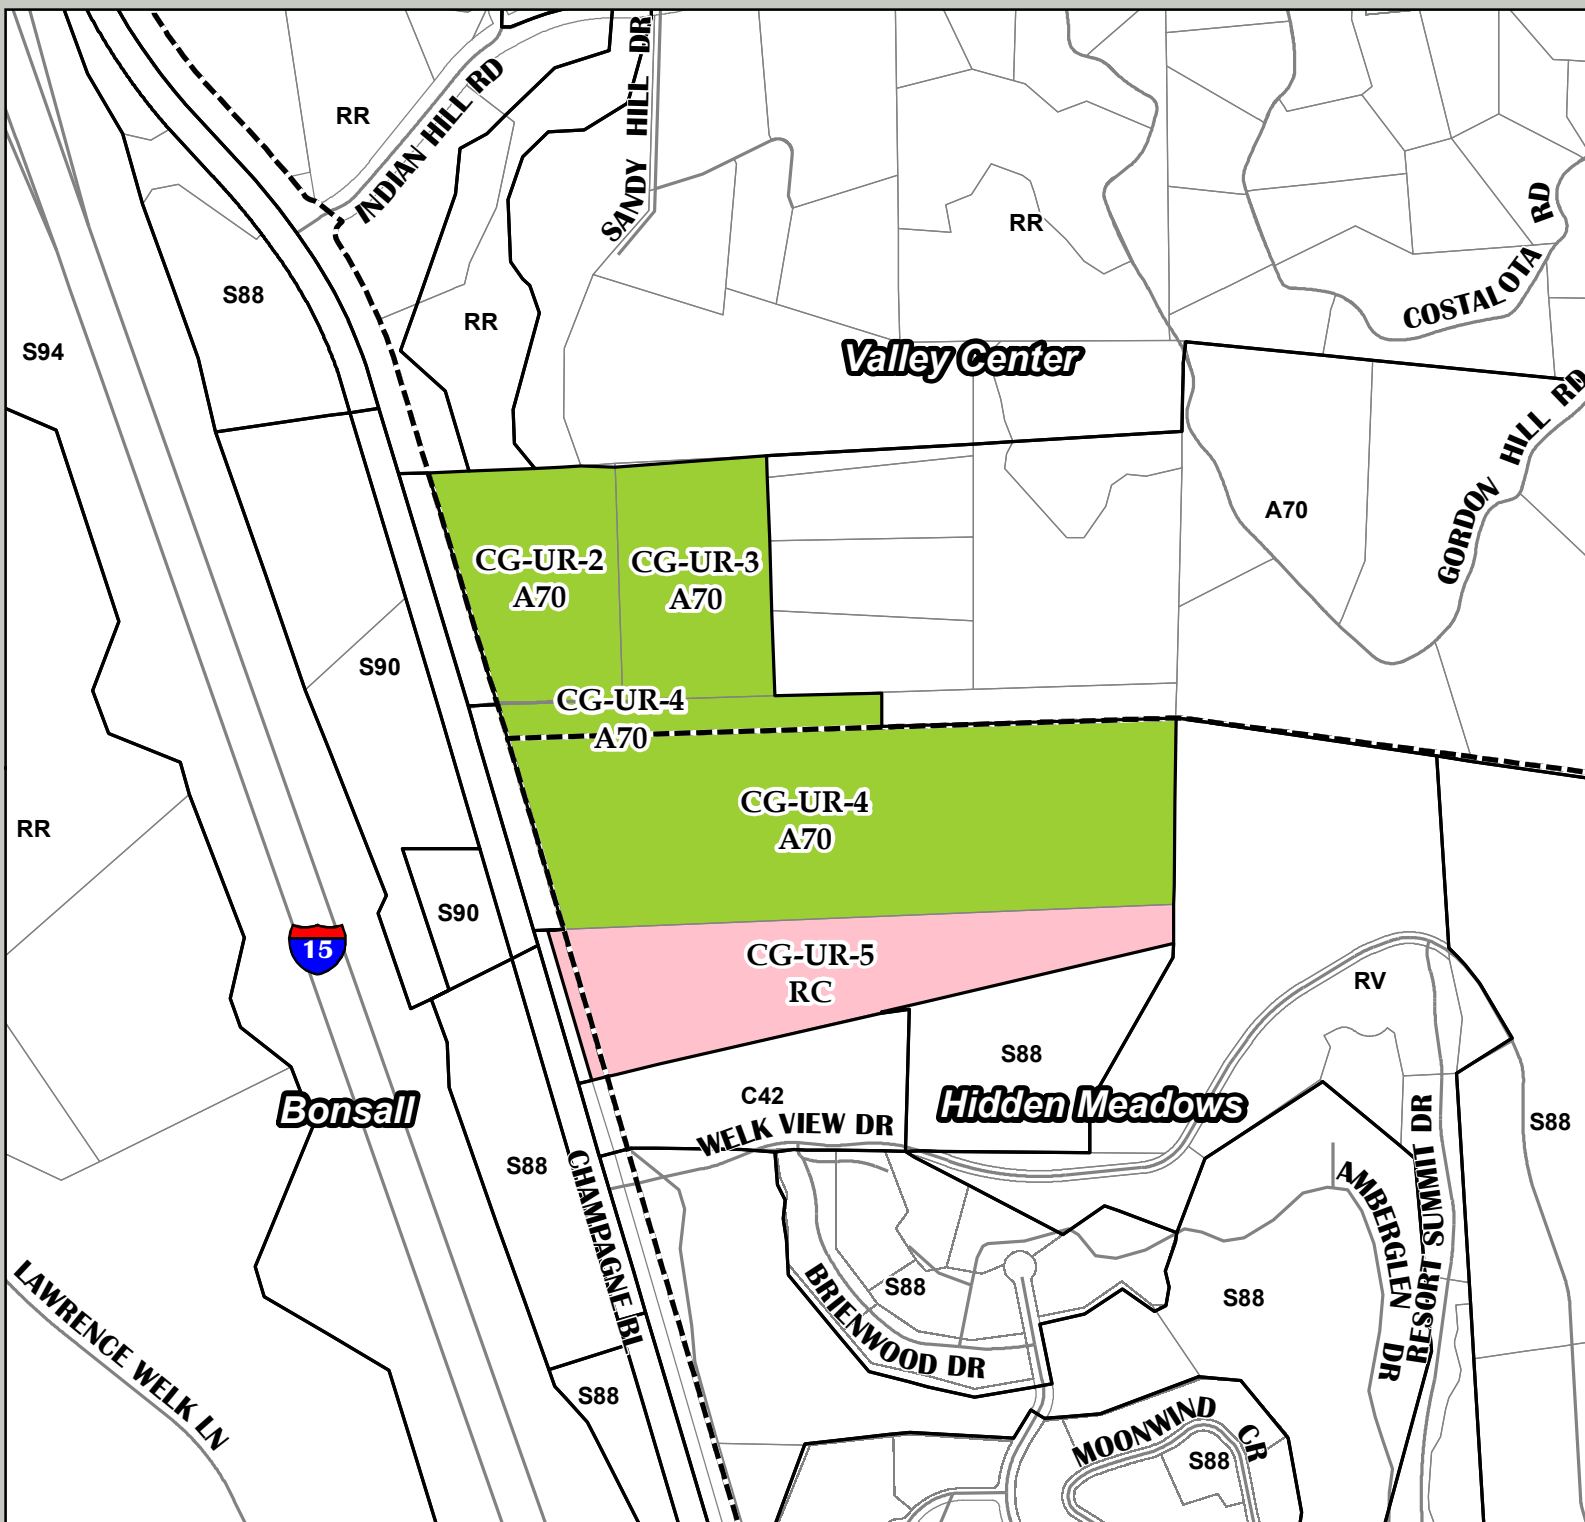 INDIAN HILL RD
SANDY HILL DR
RR
RR
RD
COSTALOTA
S88
RR
S94
Valley Center
GORDON HILL RD
A70
CG-UR-2
A70
CG-UR-3
A70
S90
CG-UR-4
A70
CG-UR-4
A70
RR
S90
15
CG-UR-5
RC
RV
S88
C42
Bonsall
Hidden Meadows
WELK VIEW DR
S88
S88
CHAMPAGNE BL
AMBERGLEN DR
RESORT SUMMIT DR
S88
S88
BRIENWOOD DR
LAWRENCE WELK LN
S88
MOONWIND CR
S88